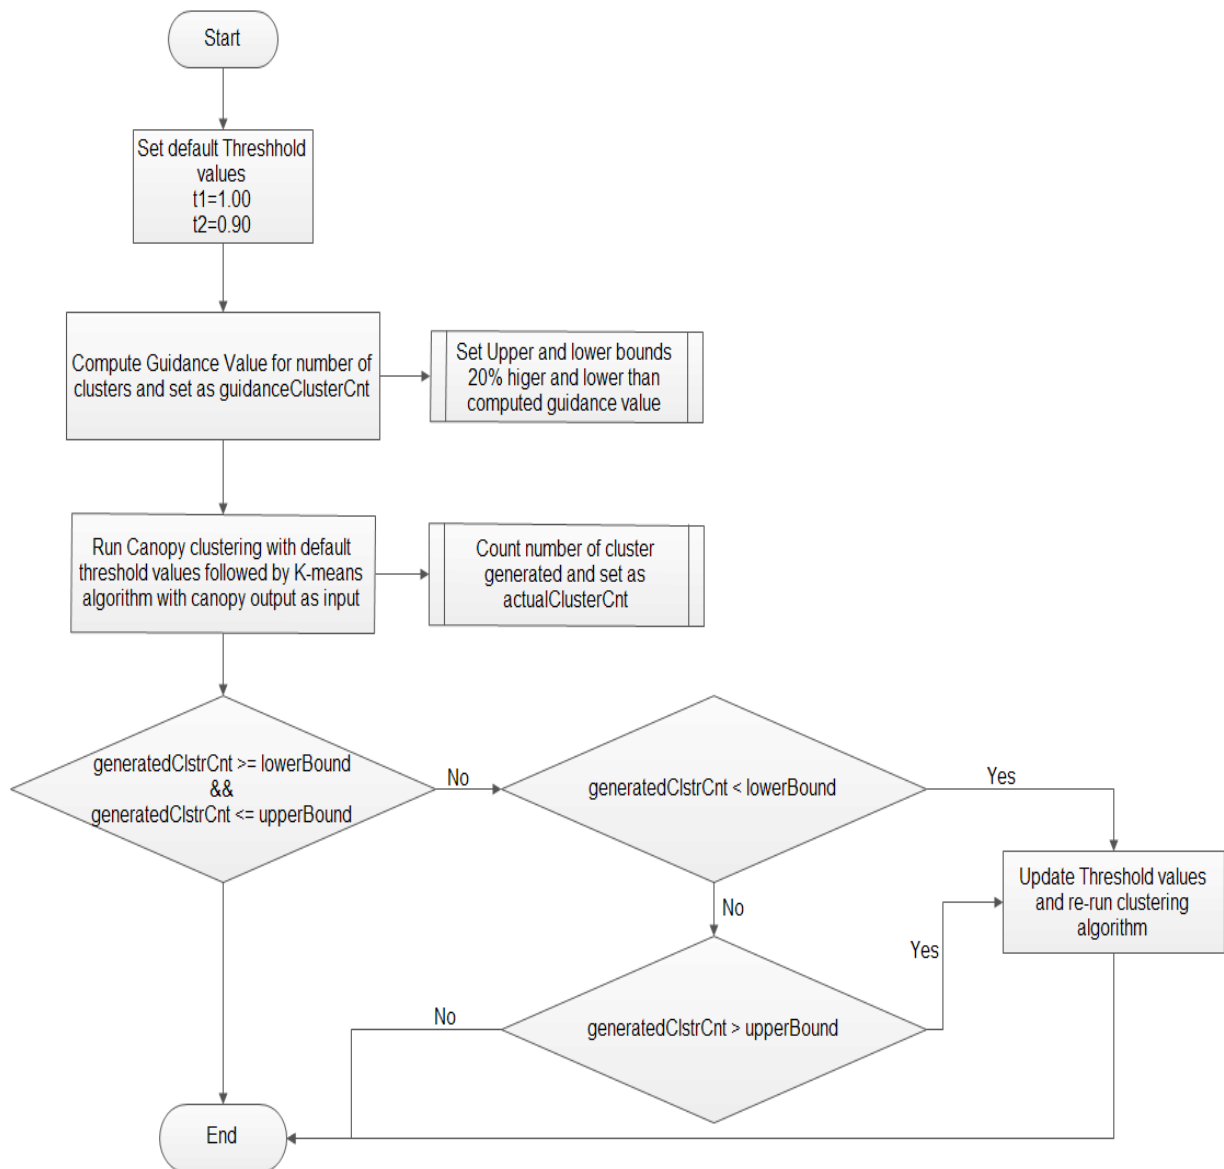 Start
Set default Threshhold
values
t1=1.00
t2=0.90
Compute Guidance Value for number of
clusters and set as guidanceClusterCnt
Set Upper and lower bounds
20% higer and lower than
computed guidance value
Run Canopy clustering with default
threshold values followed by K-means
algorithm with canopy output as input
Count number of cluster
generated and set as
actualClusterCnt
generatedClstrCnt >= lowerBound
&&
generatedClstrCnt <= upperBound
No
generatedClstrCnt < lowerBound
Yes
Update Threshold values
and re-run clustering
algorithm
No
Yes
generatedClstrCnt > upperBound
No
End